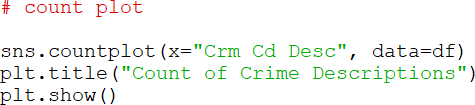 # count plot
sns.countplot(x="Crm Cd Desc", data=df)
plt.title("Count of Crime Descriptions")
plt.show()